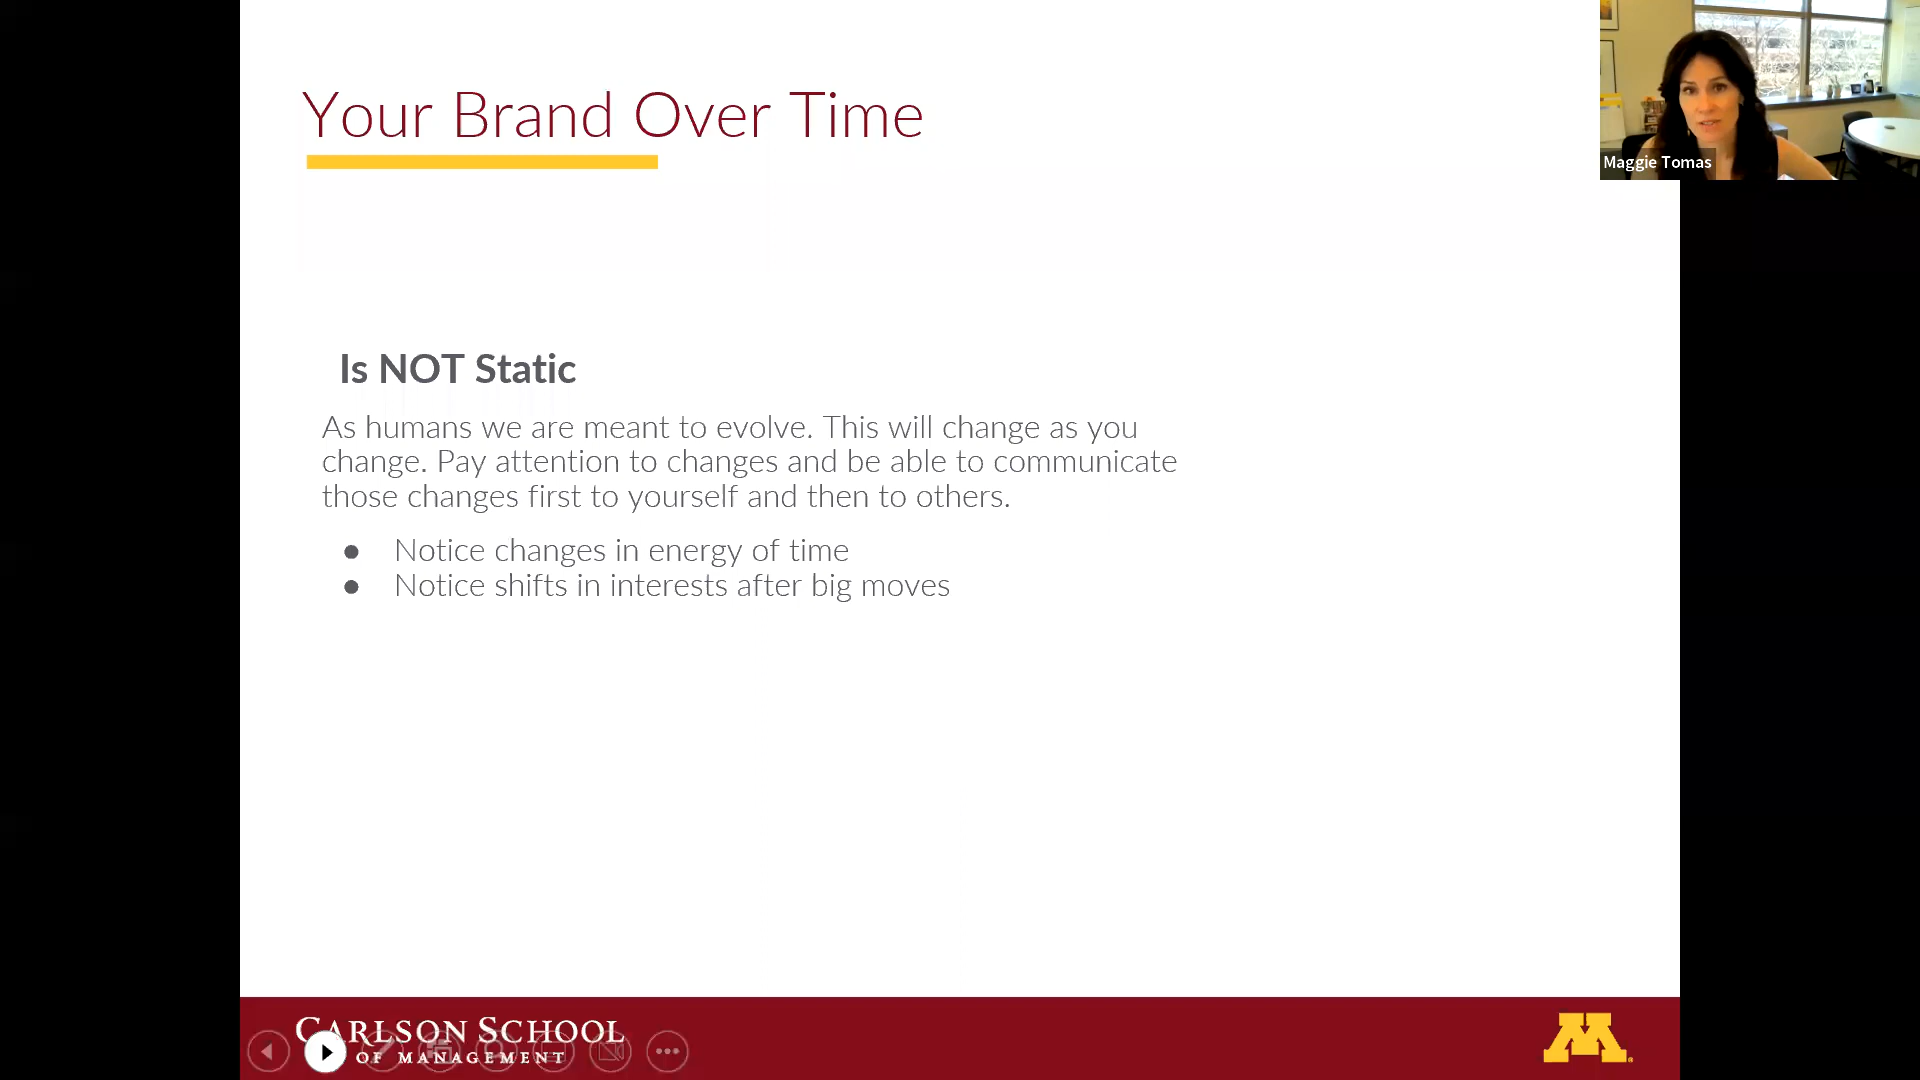 Your Brand Over Time
Maggie Tomas
Is NOT Static
As humans we are meant to evolve. This will change as you
change. Pay attention to changes and be able to communicate
those changes first to yourself and then to others.
● Notice changes in energy of time
● Notice shifts in interests after big moves
CARLSON SCHOOL
OF MANAGEMENT
M